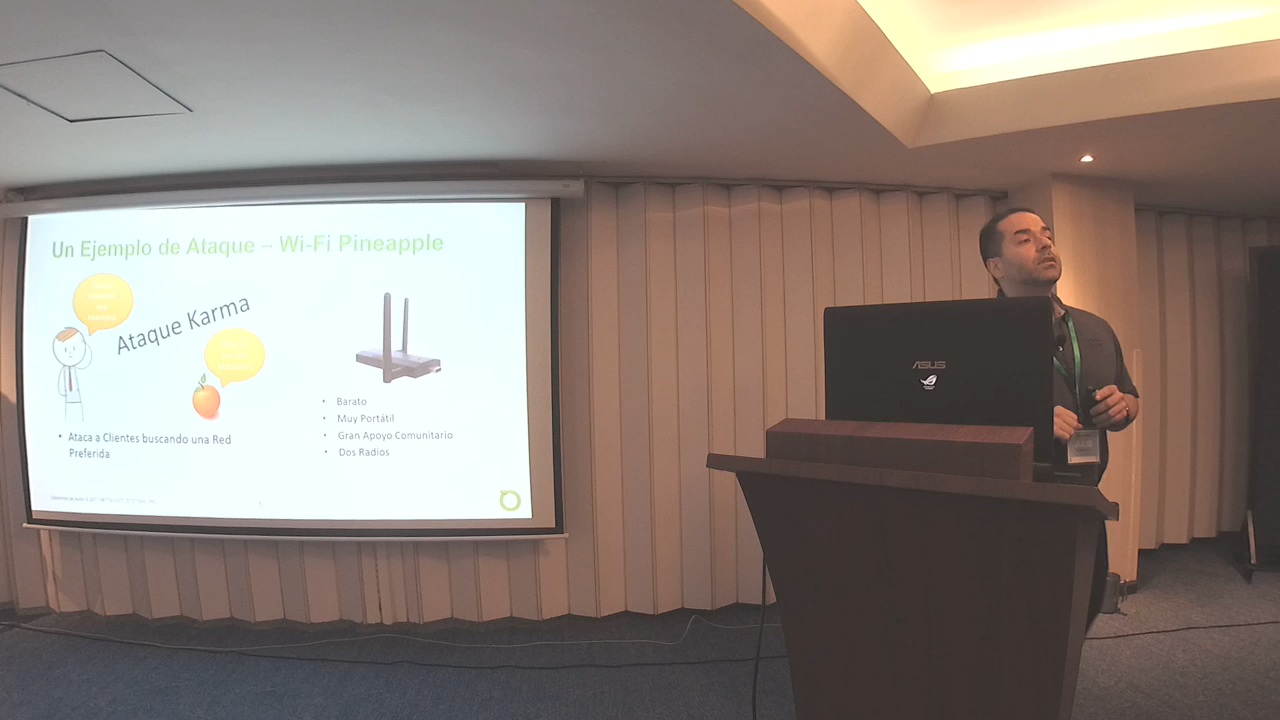 Un Ejemplo de Ataque – Wi-Fi Pineapple
Ataque Karma
• Ataca a Clientes buscando una Red
Preferida
• Barato
• Muy Portátil
• Gran Apoyo Comunitario
• Dos Radios
ASUS